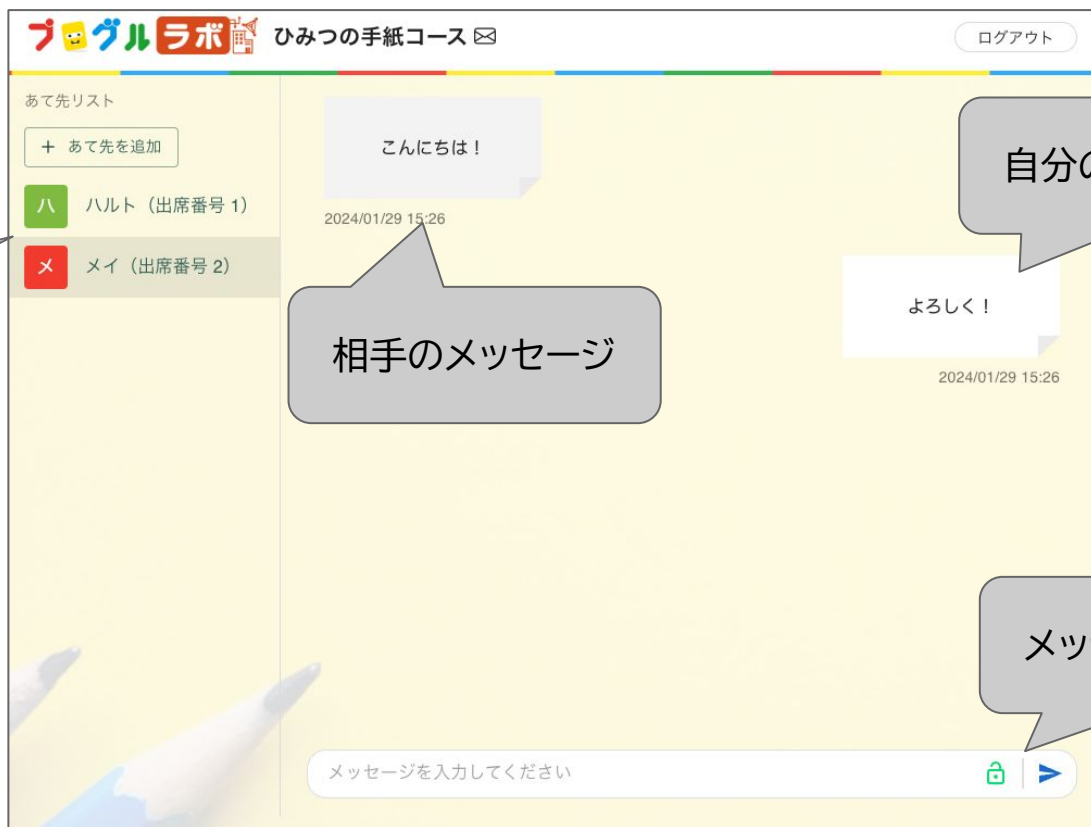 プログルラボ ひみつの手紙コース
ログアウト
あて先リスト
+ あて先を追加
ハ ハルト（出席番号 1）
メ メイ（出席番号 2）
こんにちは！
2024/01/29 15:26
自分の
よろしく！
2024/01/29 15:26
相手のメッセージ
メッ
メッセージを入力してください